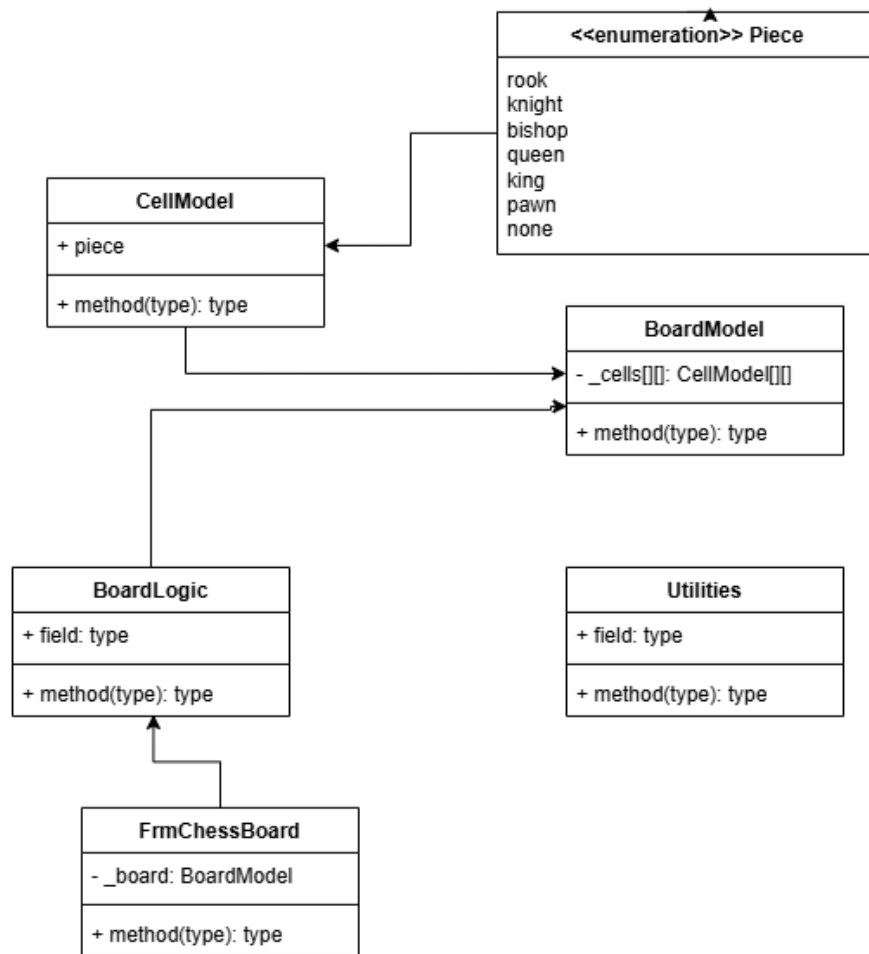 <<enumeration>> Piece
rook
knight
bishop
queen
king
pawn
none
CellModel
+ piece
+ method(type): type
BoardModel
- _cells[][]: CellModel[][]
+ method(type): type
BoardLogic
+ field: type
+ method(type): type
Utilities
+ field: type
+ method(type): type
FrmChessBoard
- _board: BoardModel
+ method(type): type